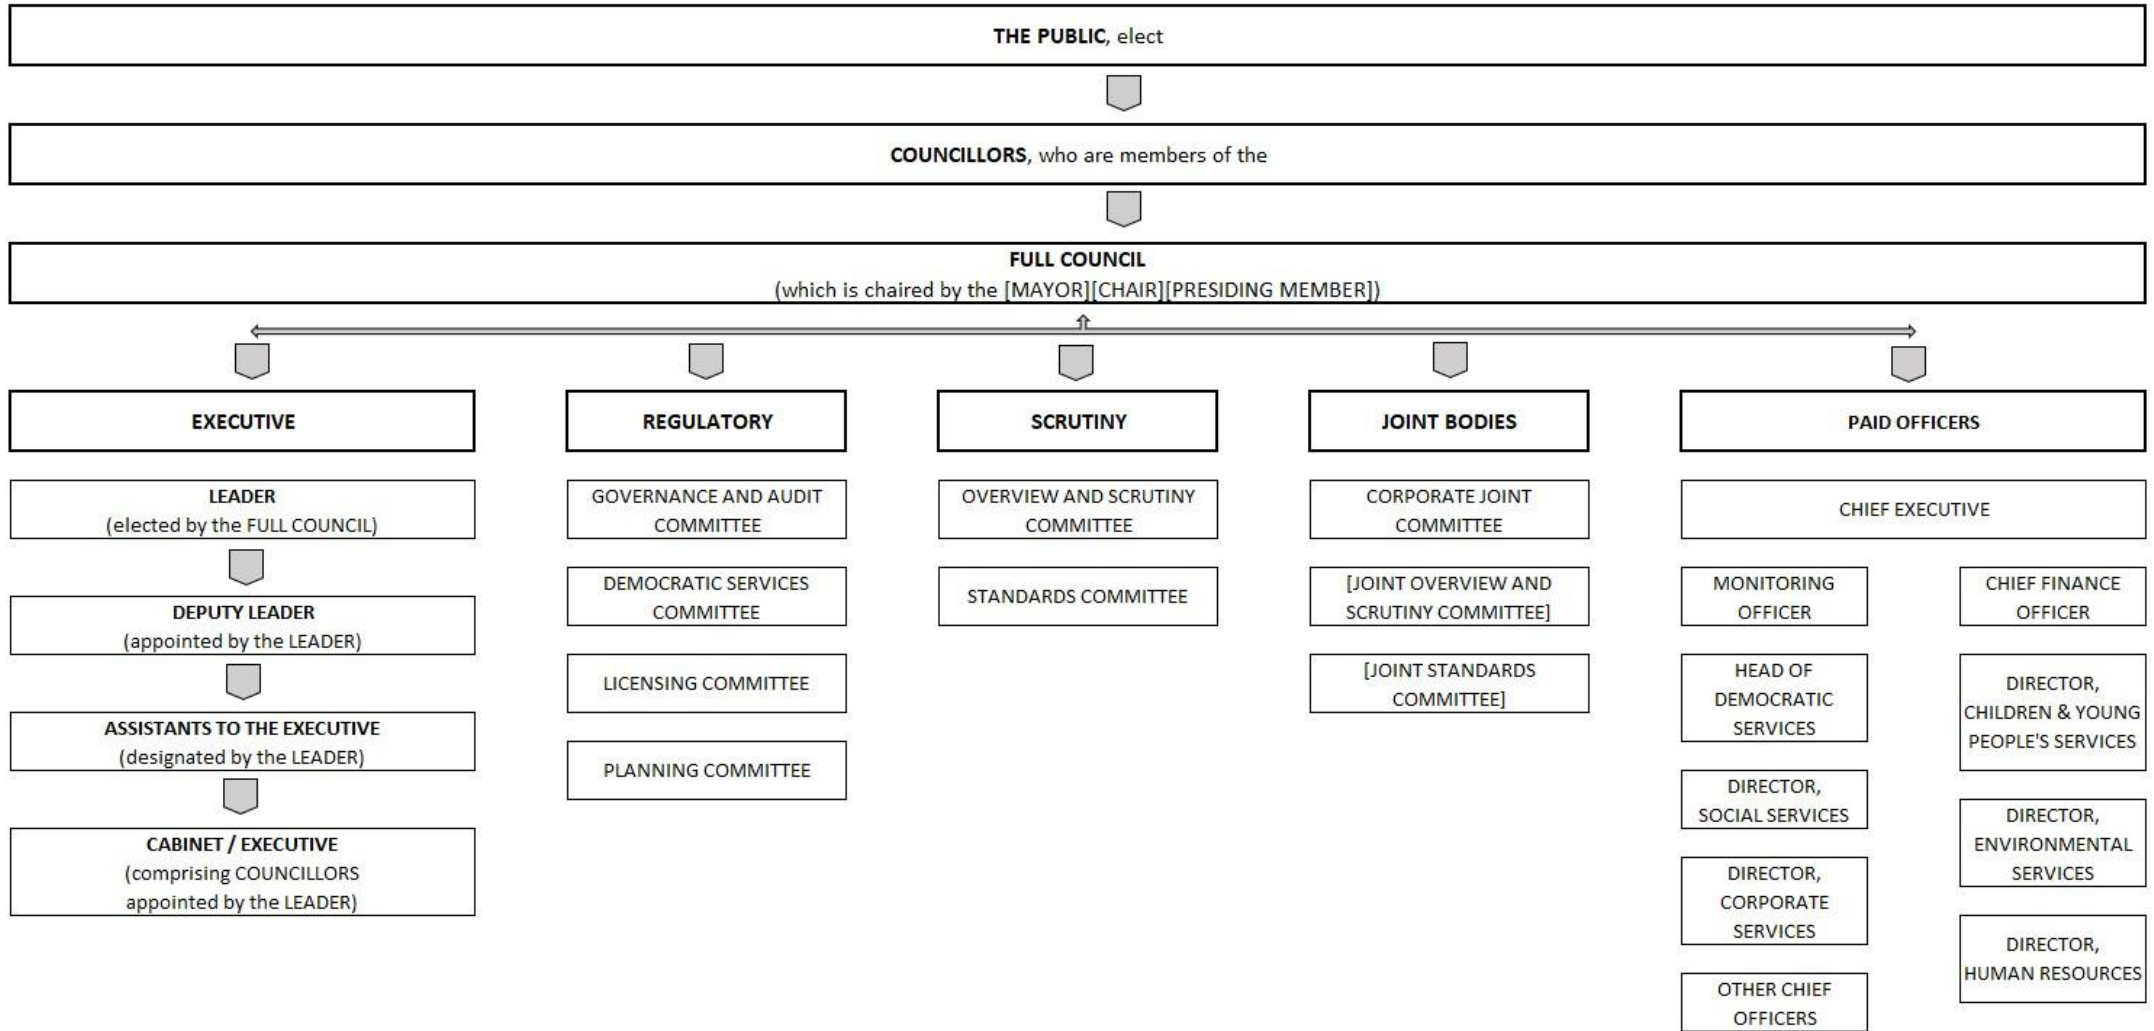 THE PUBLIC, elect
COUNCILLORS, who are members of the
FULL COUNCIL
(which is chaired by the [MAYOR][CHAIR][PRESIDING MEMBER])
EXECUTIVE
LEADER
(elected by the FULL COUNCIL)
DEPUTY LEADER
(appointed by the LEADER)
ASSISTANTS TO THE EXECUTIVE
(designated by the LEADER)
CABINET / EXECUTIVE
(comprising COUNCILLORS
appointed by the LEADER)
REGULATORY
GOVERNANCE AND AUDIT
COMMITTEE
DEMOCRATIC SERVICES
COMMITTEE
LICENSING COMMITTEE
PLANNING COMMITTEE
SCRUTINY
OVERVIEW AND SCRUTINY
COMMITTEE
STANDARDS COMMITTEE
JOINT BODIES
CORPORATE JOINT
COMMITTEE
[JOINT OVERVIEW AND
SCRUTINY COMMITTEE]
[JOINT STANDARDS
COMMITTEE]
PAID OFFICERS
CHIEF EXECUTIVE
MONITORING
OFFICER
HEAD OF
DEMOCRATIC
SERVICES
DIRECTOR,
SOCIAL SERVICES
DIRECTOR,
CORPORATE
SERVICES
OTHER CHIEF
OFFICERS
CHIEF FINANCE
OFFICER
DIRECTOR,
CHILDREN & YOUNG
PEOPLE'S SERVICES
DIRECTOR,
ENVIRONMENTAL
SERVICES
DIRECTOR,
HUMAN RESOURCES